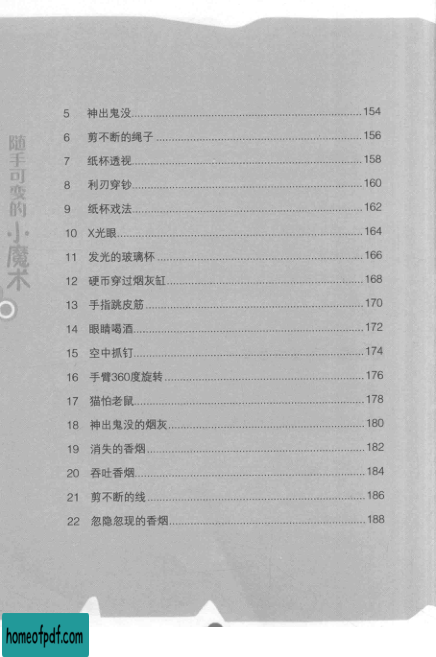 随手可变的小魔术
5 神出鬼没 154
6 剪不断的绳子 156
7 纸杯透视 158
8 利刃穿钞 160
9 纸杯戏法 162
10 X光眼 164
11 发光的玻璃杯 166
12 硬币穿过烟灰缸 168
13 手指跳皮筋 170
14 眼睛喝酒 172
15 空中抓钉 174
16 手臂360度旋转 176
17 猫怕老鼠 178
18 神出鬼没的烟灰 180
19 消失的香烟 182
20 吞吐香烟 184
21 剪不断的线 186
22 忽隐忽现的香烟 188
homeofpdf.com